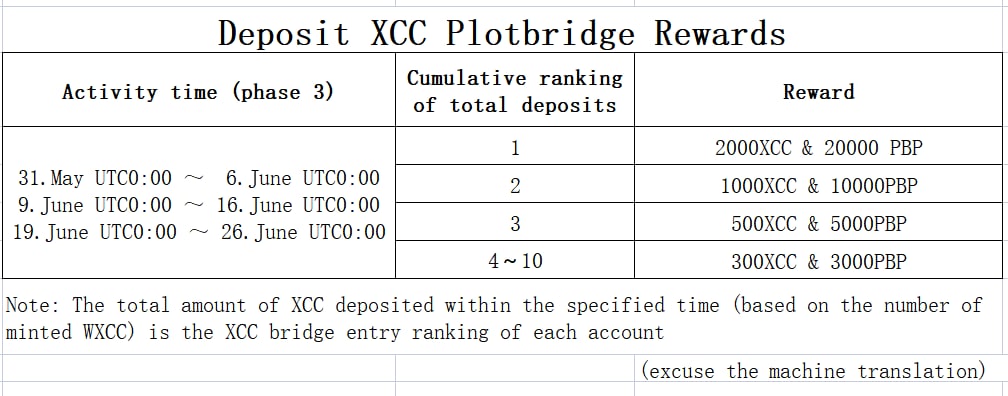 Deposit XCC Plotbridge Rewards
Activity time (phase 3)
Cumulative ranking
of total deposits
Reward
31.May UTC0:00 ～ 6.June UTC0:00
9.June UTC0:00 ～ 16.June UTC0:00
19.June UTC0:00 ～ 26.June UTC0:00
1
2000XCC & 20000 PBP
2
1000XCC & 10000PBP
3
500XCC & 5000PBP
4~10
300XCC & 3000PBP
Note: The total amount of XCC deposited within the specified time (based on the number of
minted WXCC) is the XCC bridge entry ranking of each account
(excuse the machine translation)